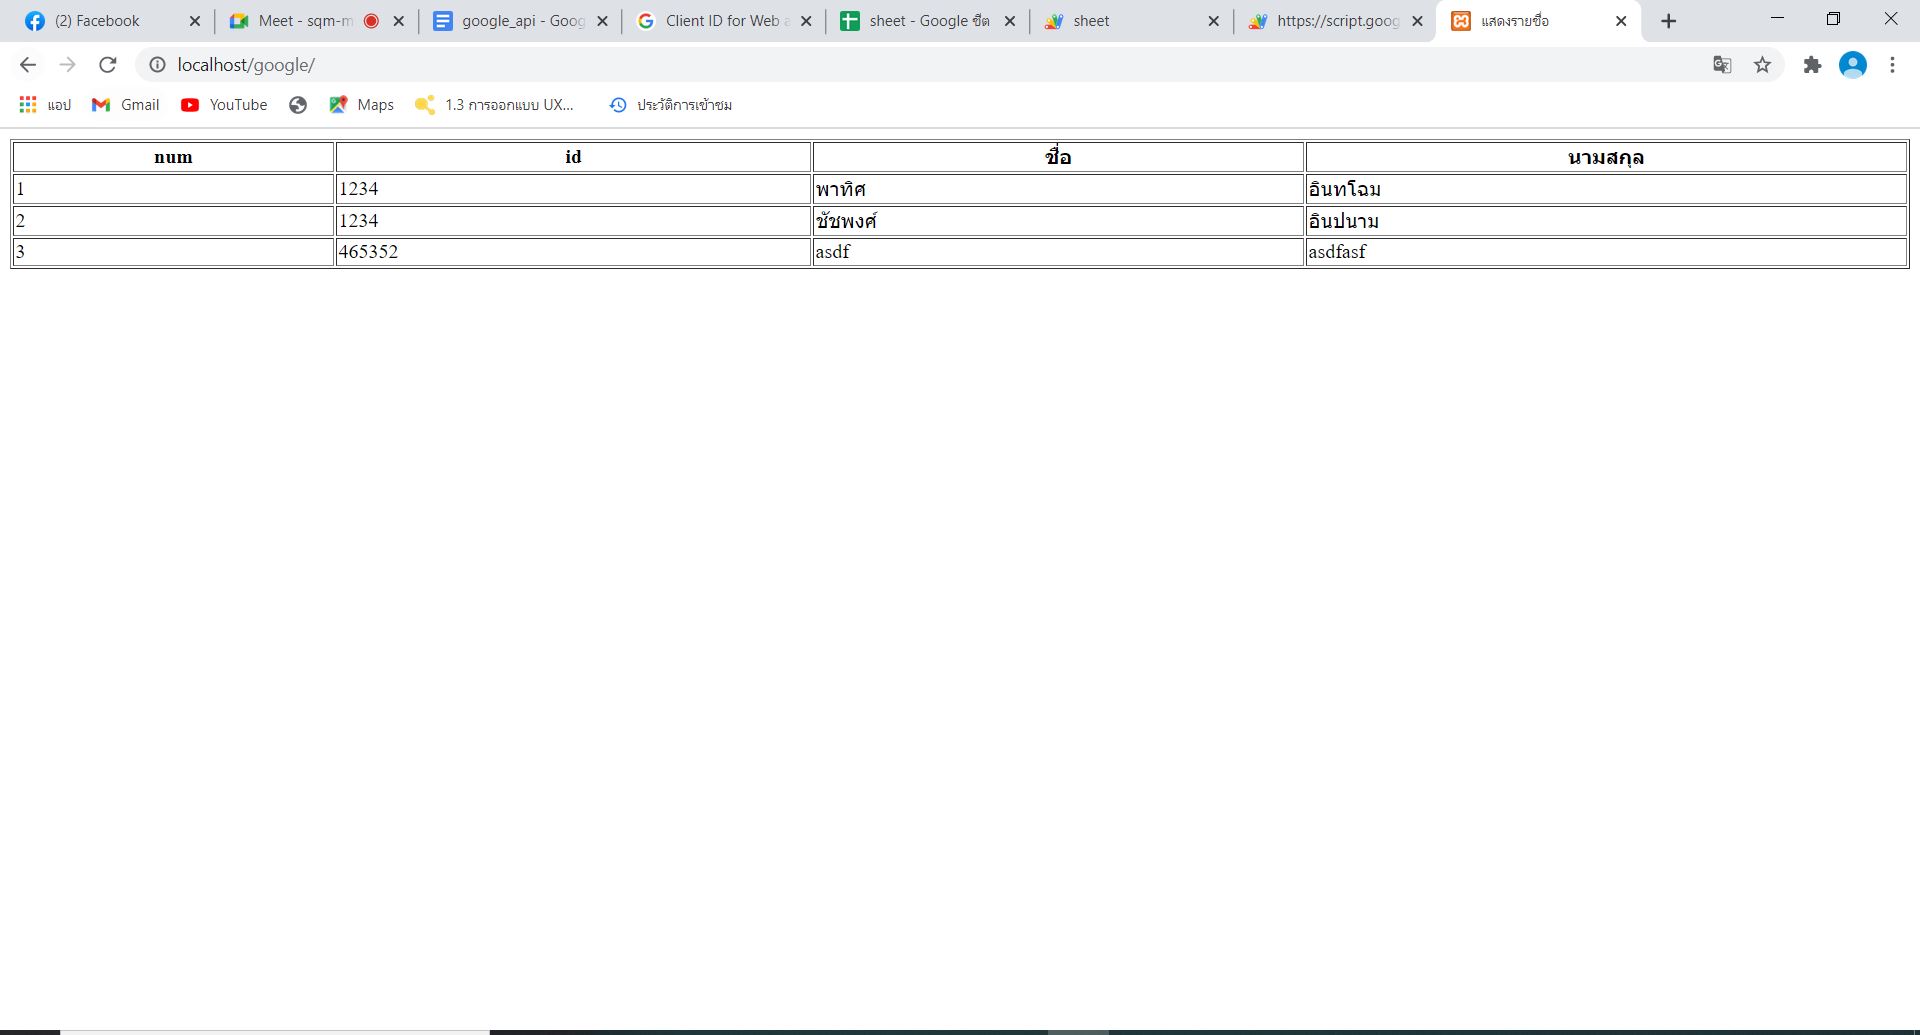 (2) Facebook
Meet - sqm-m
google_api - Goog
Client ID for Web a
sheet - Google ชีต
sheet
https://script.goog
แสดงรายชื่อ
localhost/google/
แอป
Gmail
YouTube
Maps
1.3 การออกแบบ UX...
ประวัติการเข้าชม
num id ชื่อ นามสกุล
1 1234 พาทิศ อินทโฉม
2 1234 ชัชพงศ์ อินปนาม
3 465352 asdf asdfasf